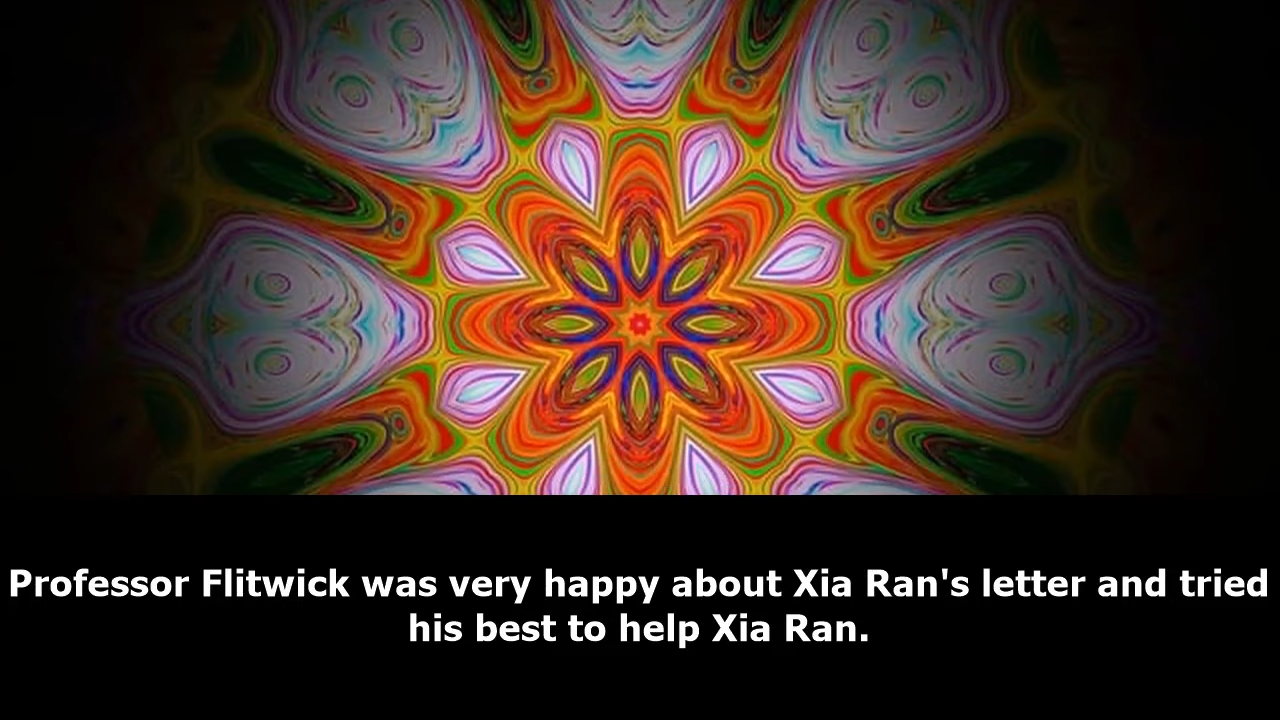 Professor Flitwick was very happy about Xia Ran's letter and tried
his best to help Xia Ran.